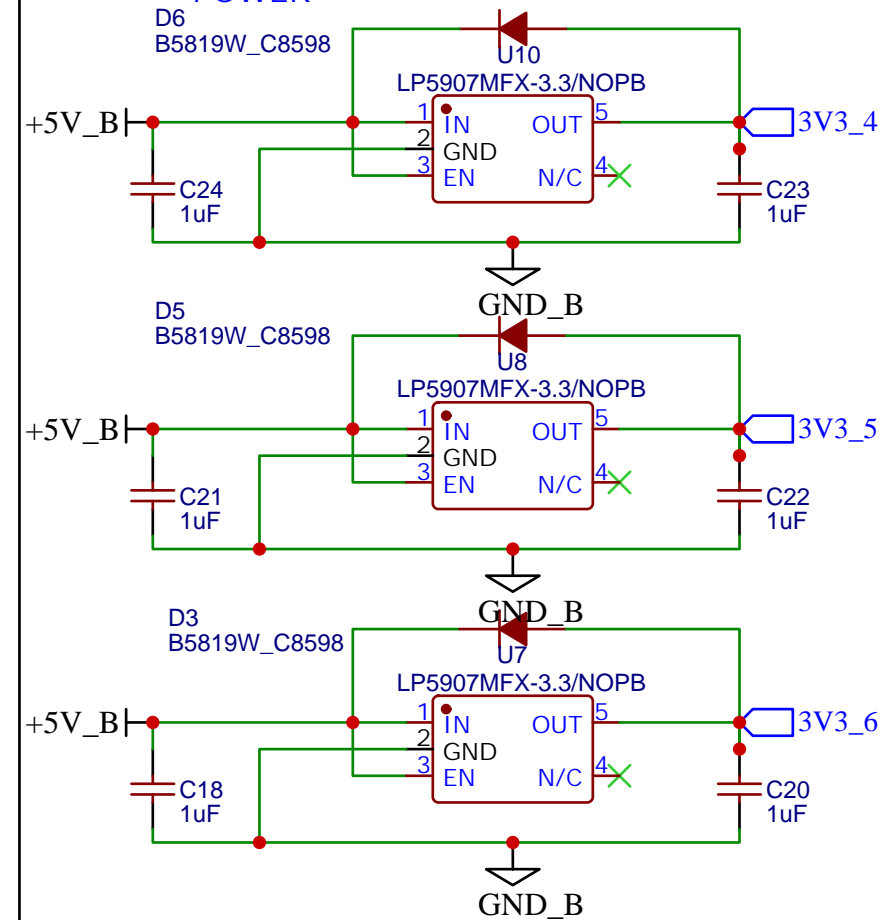 POWER
D6
B5819W_C8598
U10
LP5907MFX-3.3/NOPB
+5V_B
1 IN OUT 5
3V3_4
2 GND
3 EN N/C 4
C24
1uF
C23
1uF
GND_B
D5
B5819W_C8598
U8
LP5907MFX-3.3/NOPB
+5V_B
1 IN OUT 5
3V3_5
2 GND
3 EN N/C 4
C21
1uF
C22
1uF
GND_B
D3
B5819W_C8598
U7
LP5907MFX-3.3/NOPB
+5V_B
1 IN OUT 5
3V3_6
2 GND
3 EN N/C 4
C18
1uF
C20
1uF
GND_B